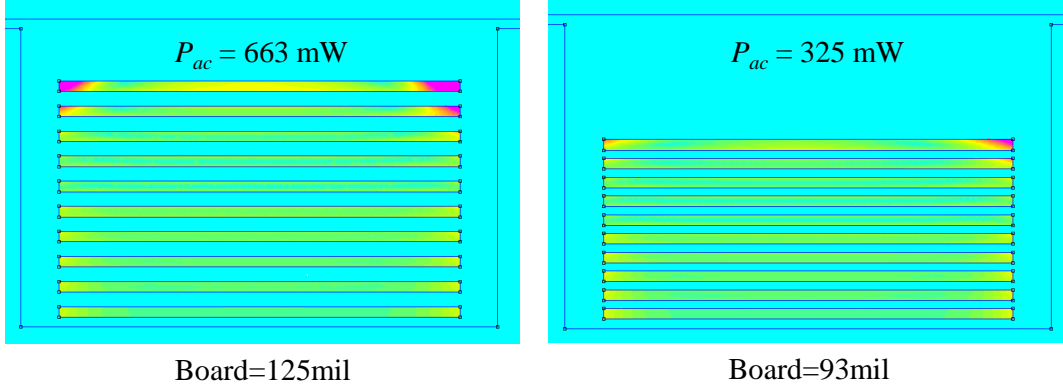 P_ac = 663 mW
P_ac = 325 mW
Board=125mil
Board=93mil